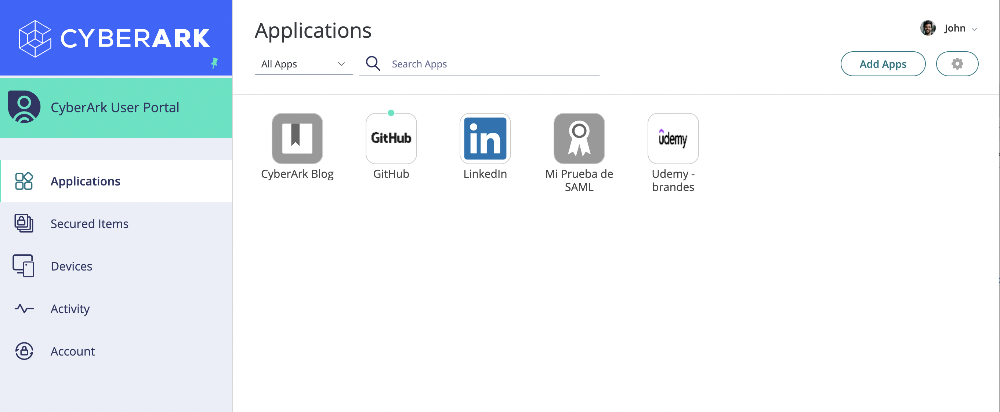 CYBERARK
CyberArk User Portal
Applications
Secured Items
Devices
Activity
Account
Applications
John
All Apps
Search Apps
Add Apps
GitHub
in
udemy
CyberArk Blog
GitHub
LinkedIn
Mi Prueba de
SAML
Udemy -
brandes